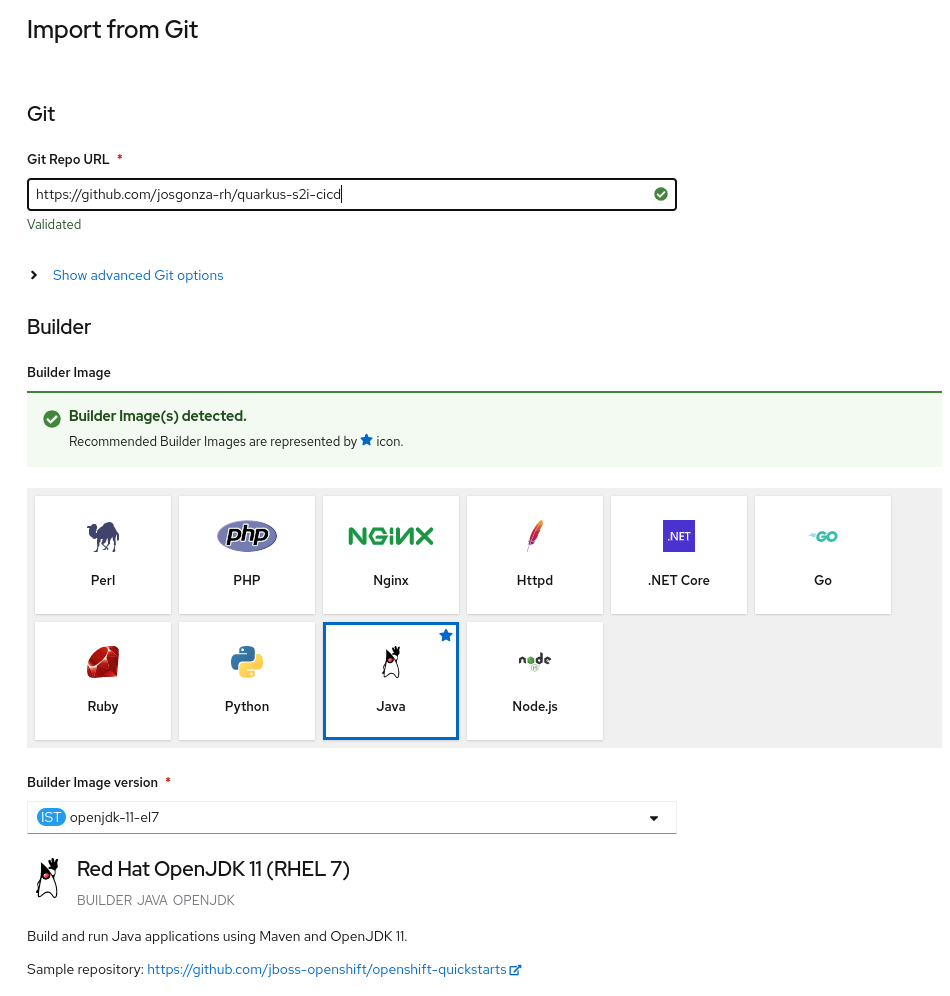 Import from Git
Git
Git Repo URL *
https://github.com/josgonza-rh/quarkus-s2i-cicd
Validated
Show advanced Git options
Builder
Builder Image
Builder Image(s) detected.
Recommended Builder Images are represented by icon.
php NGINX .NET GO
Perl PHP Nginx Httpd .NET Core Go
node
js
Ruby Python Java Node.js
Builder Image version *
IST openjdk-11-el7
Red Hat OpenJDK 11 (RHEL 7)
BUILDER JAVA OPENJDK
Build and run Java applications using Maven and OpenJDK 11.
Sample repository: https://github.com/jboss-openshift/openshift-quickstarts